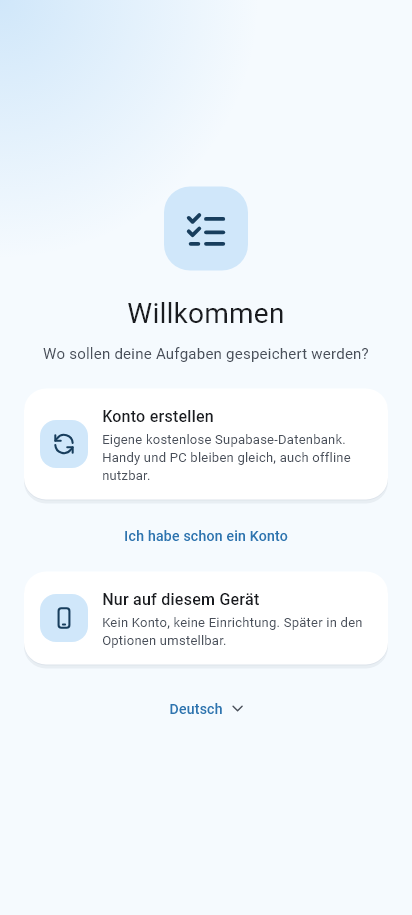 Willkommen
Wo sollen deine Aufgaben gespeichert werden?
Konto erstellen
Eigene kostenlose Supabase-Datenbank.
Handy und PC bleiben gleich, auch offline
nutzbar.
Ich habe schon ein Konto
Nur auf diesem Gerät
Kein Konto, keine Einrichtung. Später in den
Optionen umstellbar.
Deutsch